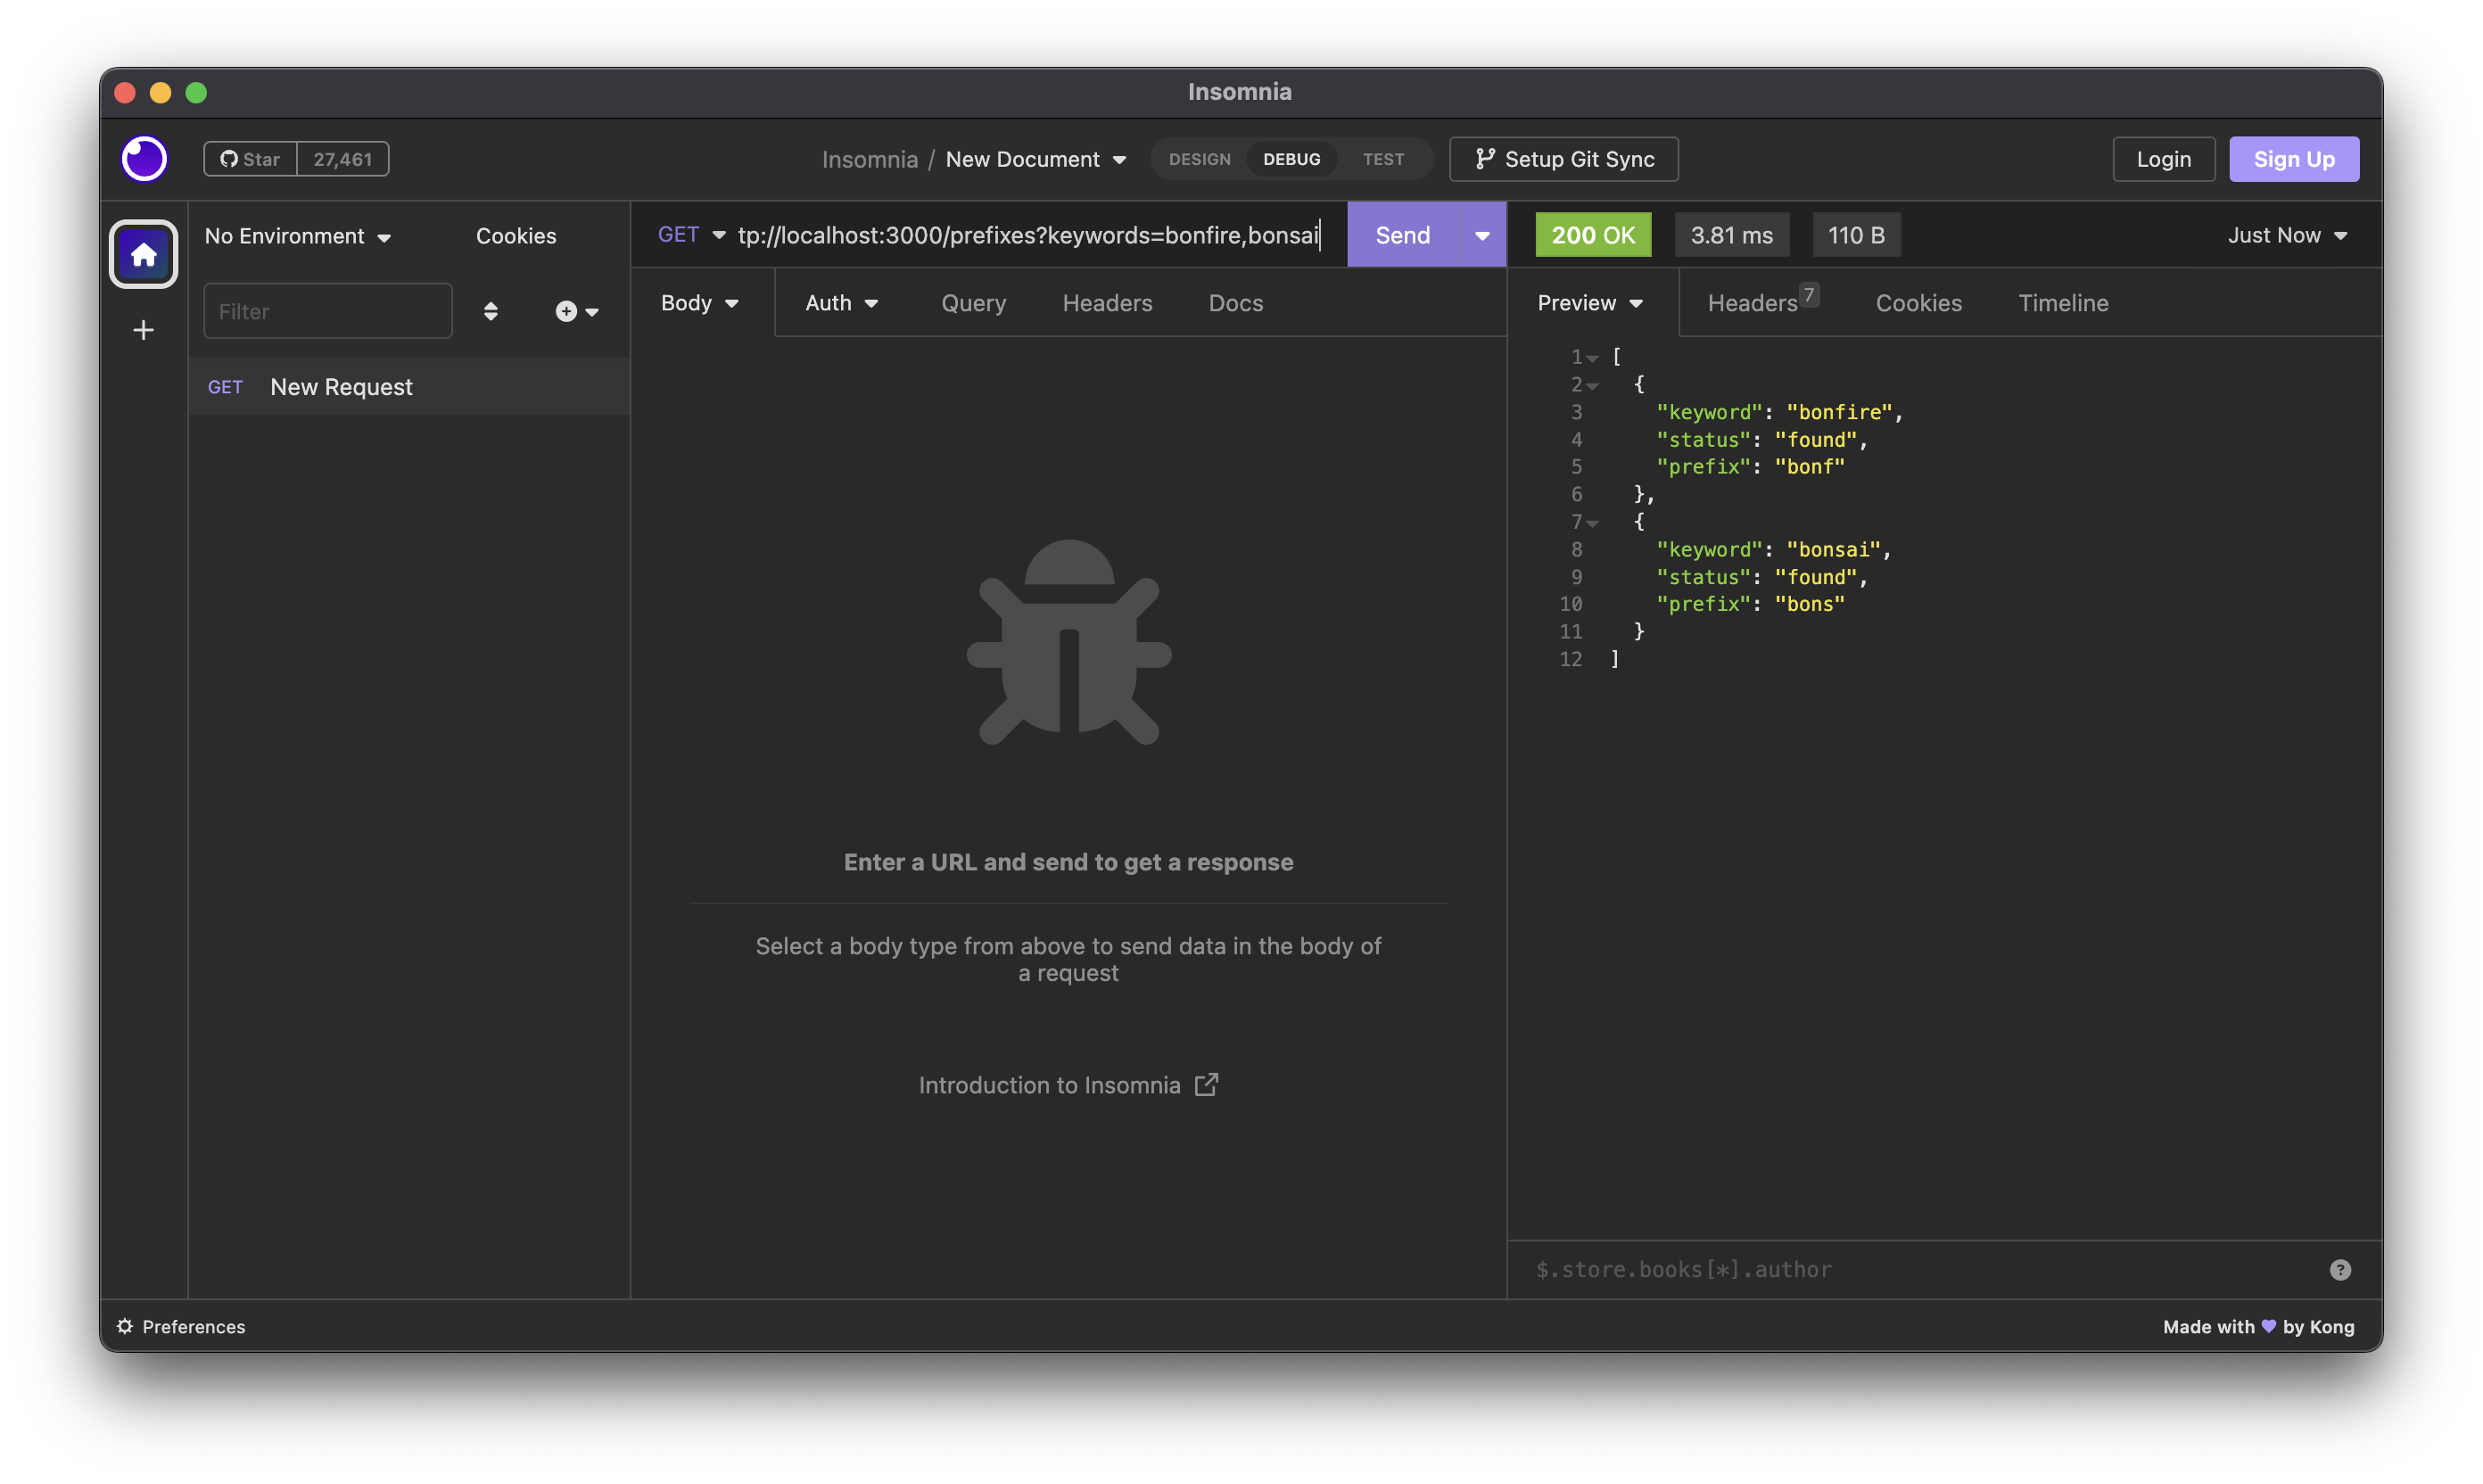 Insomnia
Star 27,461
Insomnia / New Document
DESIGN DEBUG TEST
Setup Git Sync
Login
Sign Up
No Environment
Cookies
Filter
GET New Request
GET tp://localhost:3000/prefixes?keywords=bonfire,bonsai
Send
Body Auth Query Headers Docs
Enter a URL and send to get a response
Select a body type from above to send data in the body of
a request
Introduction to Insomnia
200 OK 3.81 ms 110 B Just Now
Preview Headers 7 Cookies Timeline
1 [
2 {
3 "keyword": "bonfire",
4 "status": "found",
5 "prefix": "bonf"
6 },
7 {
8 "keyword": "bonsai",
9 "status": "found",
10 "prefix": "bons"
11 }
12 ]
$.store.books[*].author
Preferences
Made with by Kong